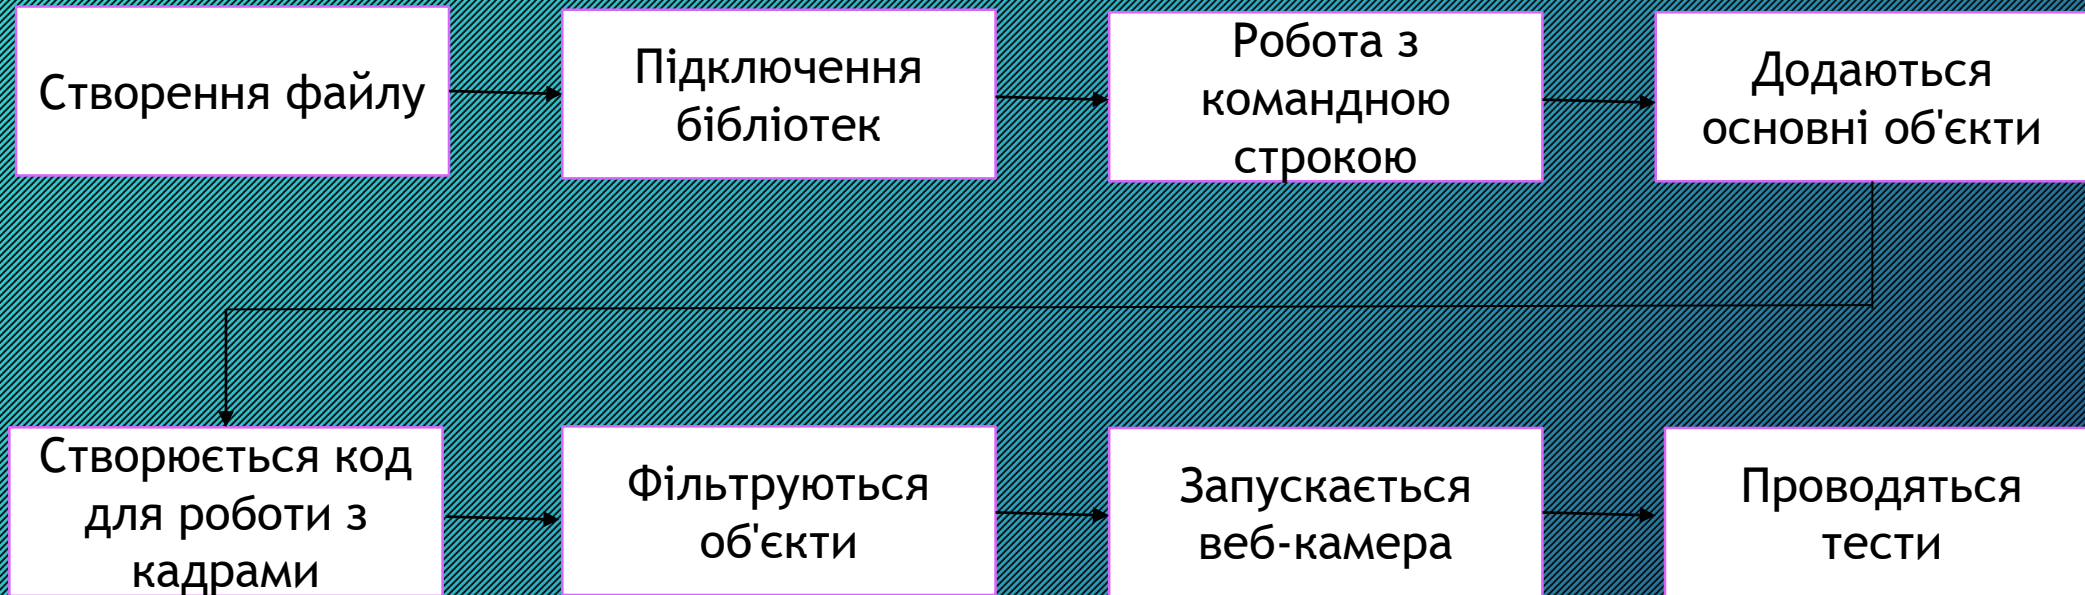 Створення файлу
Підключення
бібліотек
Робота з
командною
строкою
Додаються
основні об'єкти
Створюється код
для роботи з
кадрами
Фільтруються
об'єкти
Запускається
веб-камера
Проводяться
тести